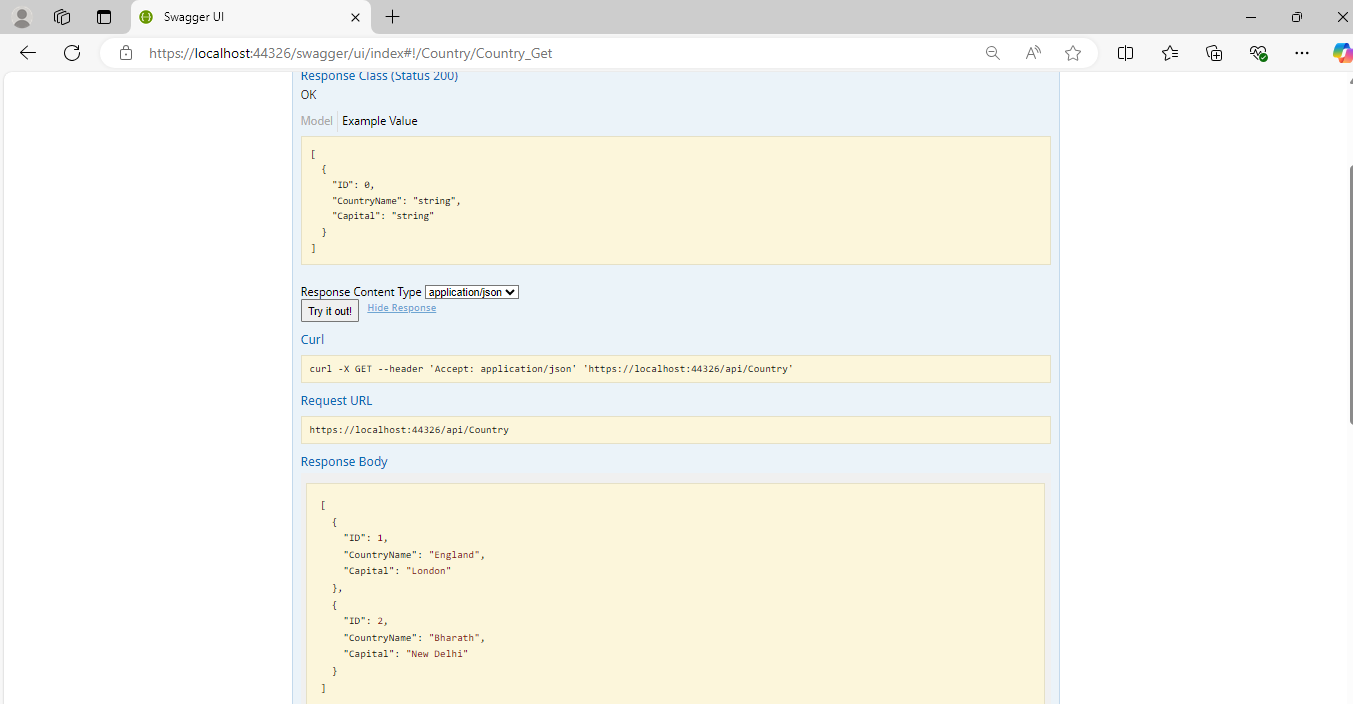 Swagger UI
https://localhost:44326/swagger/ui/index#!/Country/Country_Get
Response Class (Status 200)
OK
Model Example Value
[
{
"ID": 0,
"CountryName": "string",
"Capital": "string"
}
]
Response Content Type application/json
Try it out! Hide Response
Curl
curl -X GET --header 'Accept: application/json' 'https://localhost:44326/api/Country'
Request URL
https://localhost:44326/api/Country
Response Body
[
{
"ID": 1,
"CountryName": "England",
"Capital": "London"
},
{
"ID": 2,
"CountryName": "Bharath",
"Capital": "New Delhi"
}
]